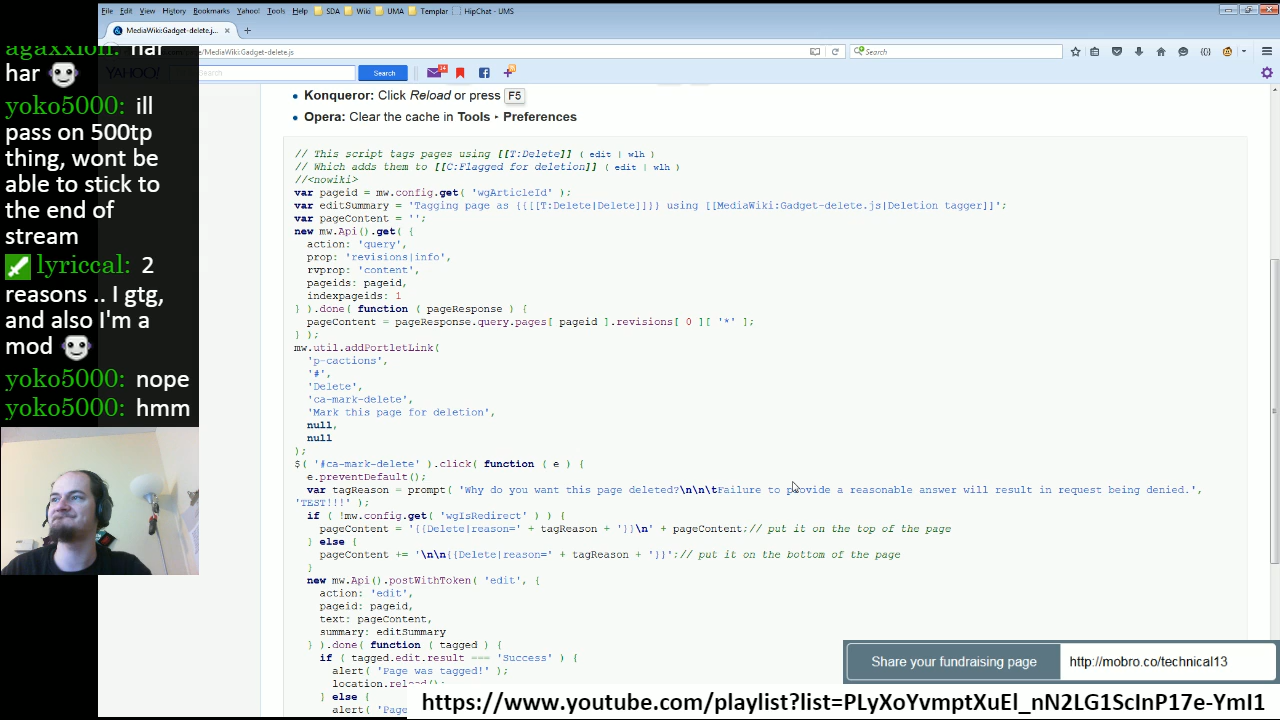 File Edit View History Bookmarks Yahoo! Tools Help SDA Wiki UMA Templar HipChat - UMS
MediaWiki:Gadget-delete.j... × +
/MediaWiki:Gadget-delete.js Search
YAHOO! Search Search
agaxxion: har
har
yoko5000: ill
pass on 500tp
thing, wont be
able to stick to
the end of
stream
lyriccal: 2
reasons .. I gtg,
and also I'm a
mod
yoko5000: nope
yoko5000: hmm
• Konqueror: Click Reload or press F5
• Opera: Clear the cache in Tools ▸ Preferences
// This script tags pages using [[T:Delete]] ( edit | wlh )
// Which adds them to [[C:Flagged for deletion]] ( edit | wlh )
//<nowiki>
var pageid = mw.config.get( 'wgArticleId' );
var editSummary = 'Tagging page as {{[[T:Delete|Delete]]}} using [[MediaWiki:Gadget-delete.js|Deletion tagger]]';
var pageContent = '';
new mw.Api().get( {
action: 'query',
prop: 'revisions|info',
rvprop: 'content',
pageids: pageid,
indexpageids: 1
} ).done( function ( pageResponse ) {
pageContent = pageResponse.query.pages[ pageid ].revisions[ 0 ][ '*' ];
} );
mw.util.addPortletLink(
'p-cactions',
'#',
'Delete',
'ca-mark-delete',
'Mark this page for deletion',
null,
null
);
$( '#ca-mark-delete' ).click( function ( e ) {
e.preventDefault();
var tagReason = prompt( 'Why do you want this page deleted?\n\n\tFailure to provide a reasonable answer will result in request being denied.',
'TEST!!!' );
if ( !mw.config.get( 'wgIsRedirect' ) ) {
pageContent = '{{Delete|reason=' + tagReason + '}}\n' + pageContent;// put it on the top of the page
} else {
pageContent += '\n\n{{Delete|reason=' + tagReason + '}}';// put it on the bottom of the page
}
new mw.Api().postWithToken( 'edit', {
action: 'edit',
pageid: pageid,
text: pageContent,
summary: editSummary
} ).done( function ( tagged ) {
if ( tagged.edit.result === 'Success' ) {
alert( 'Page was tagged!' );
location.reload();
} else {
alert( 'Page
Share your fundraising page http://mobro.co/technical13
https://www.youtube.com/playlist?list=PLyXoYvmptXuEl_nN2LG1ScInP17e-YmI1